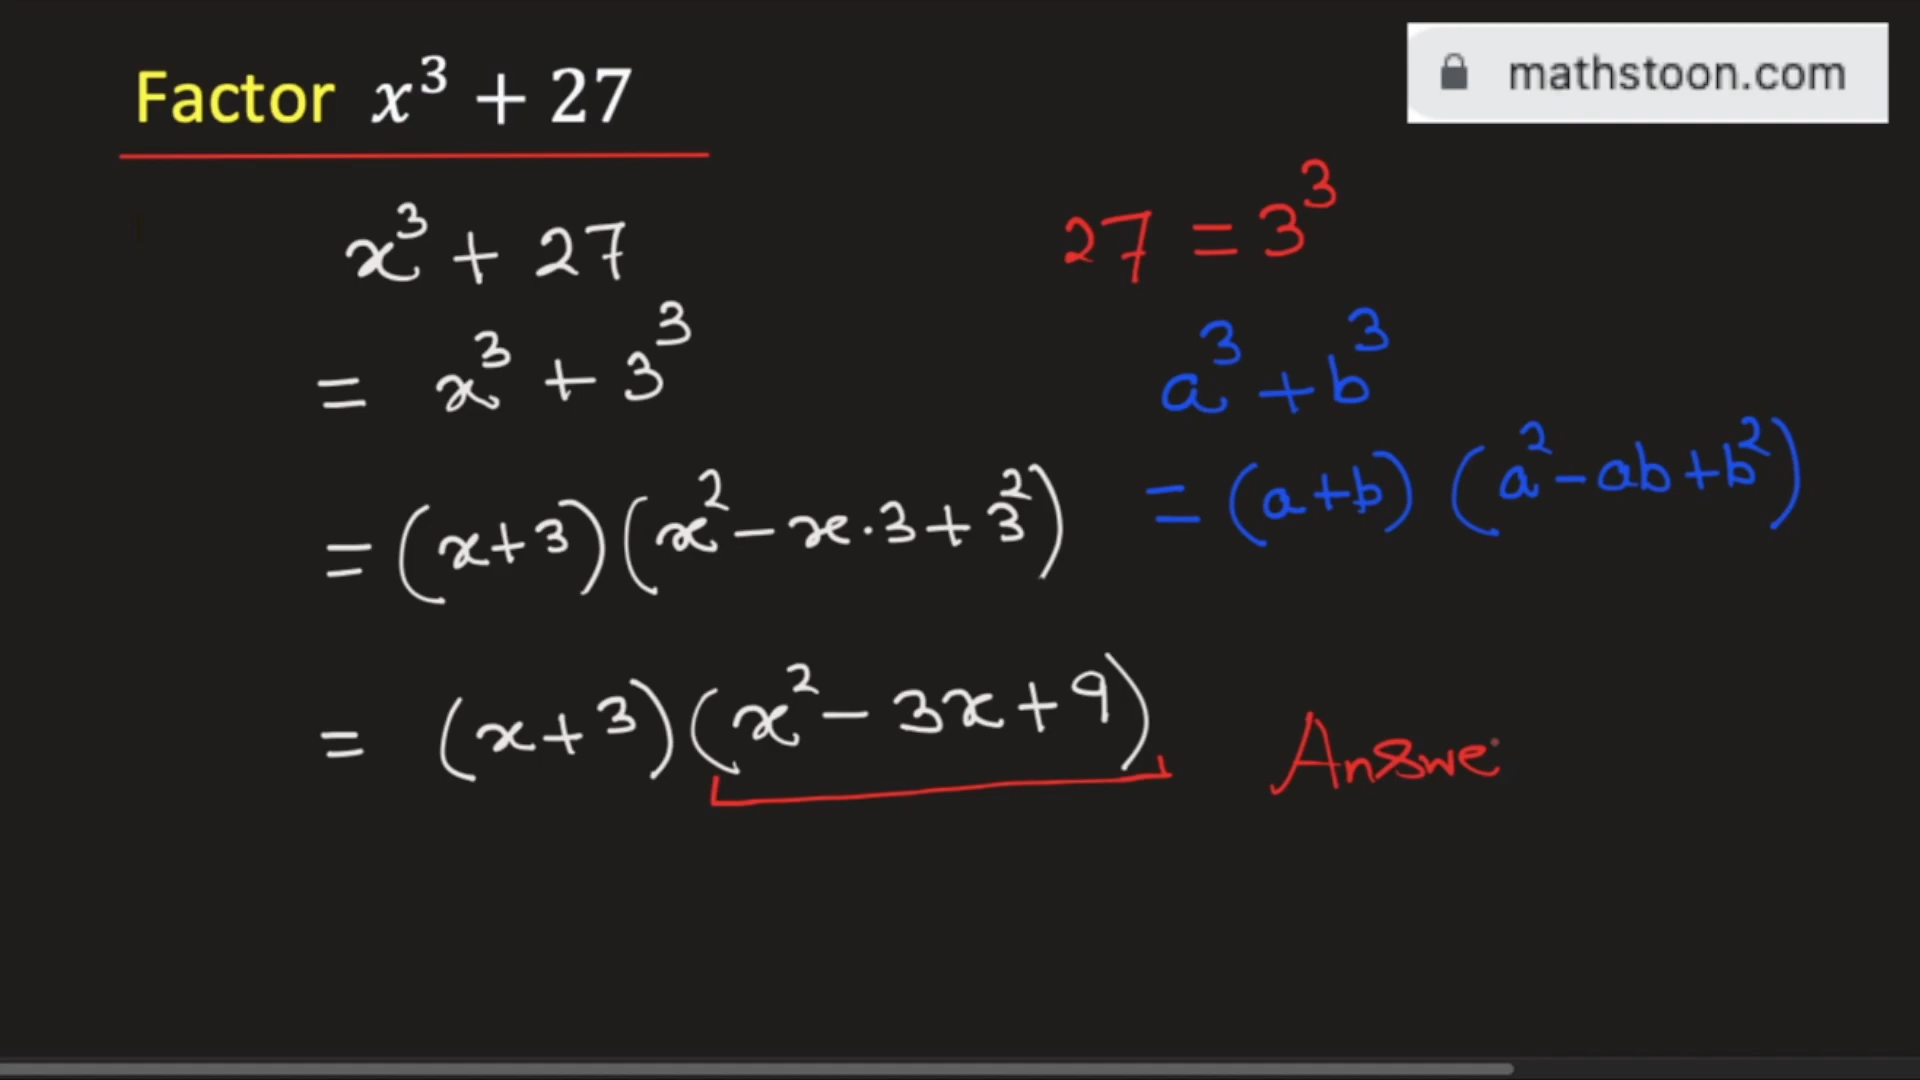 Factor x³ + 27
mathstoon.com
x³ + 27
27 = 3³
= x³ + 3³
a³ + b³
= (x+3)(x² - x·3 + 3²)
= (a+b) (a² - ab + b²)
= (x+3)(x² - 3x + 9)
Answe